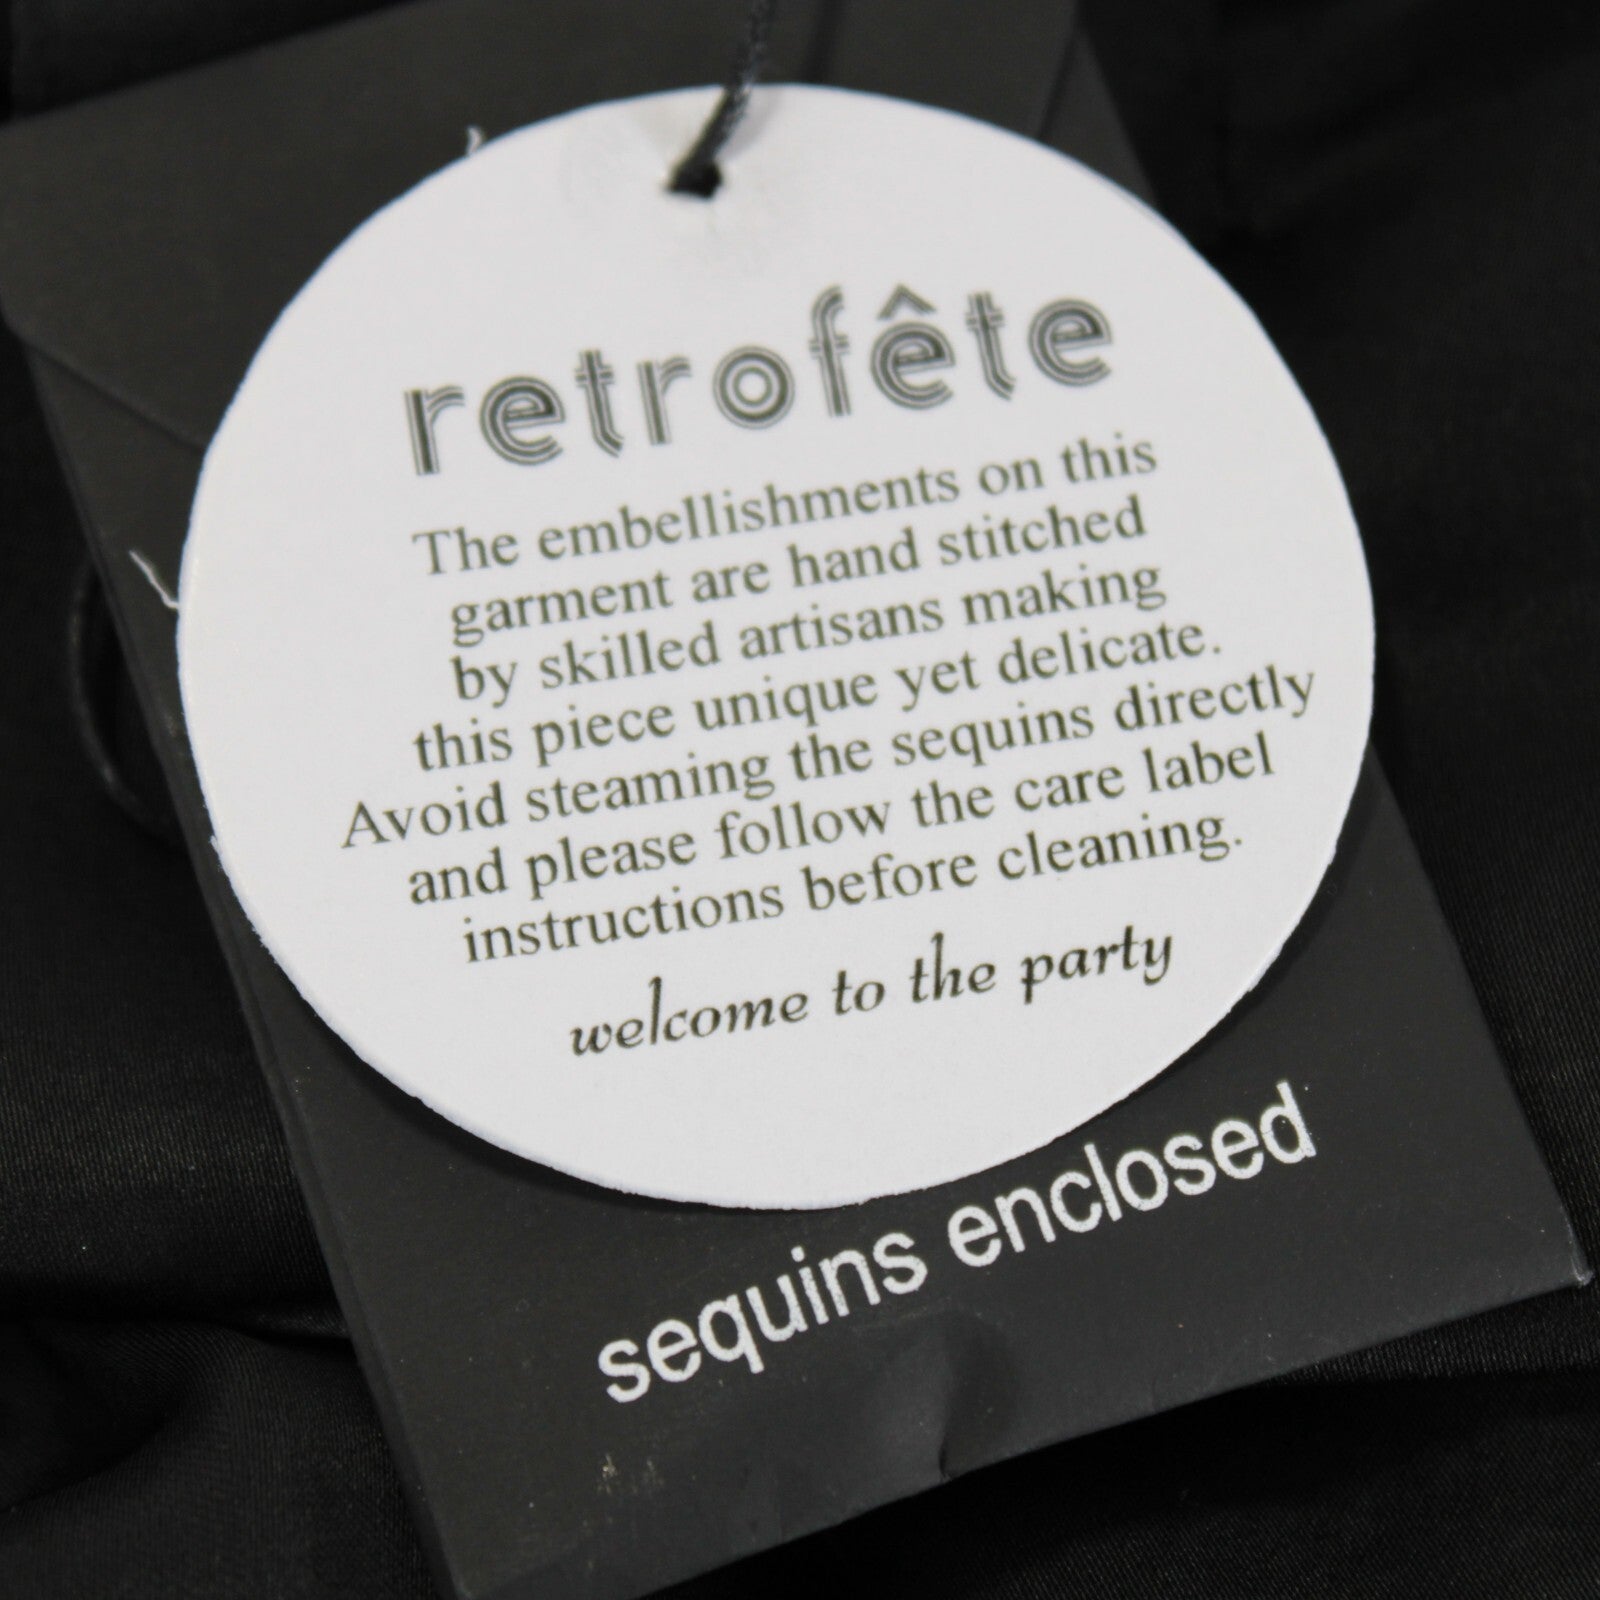 retrofête
The embellishments on this
garment are hand stitched
by skilled artisans making
this piece unique yet delicate.
Avoid steaming the sequins directly
and please follow the care label
instructions before cleaning.
welcome to the party
sequins enclosed